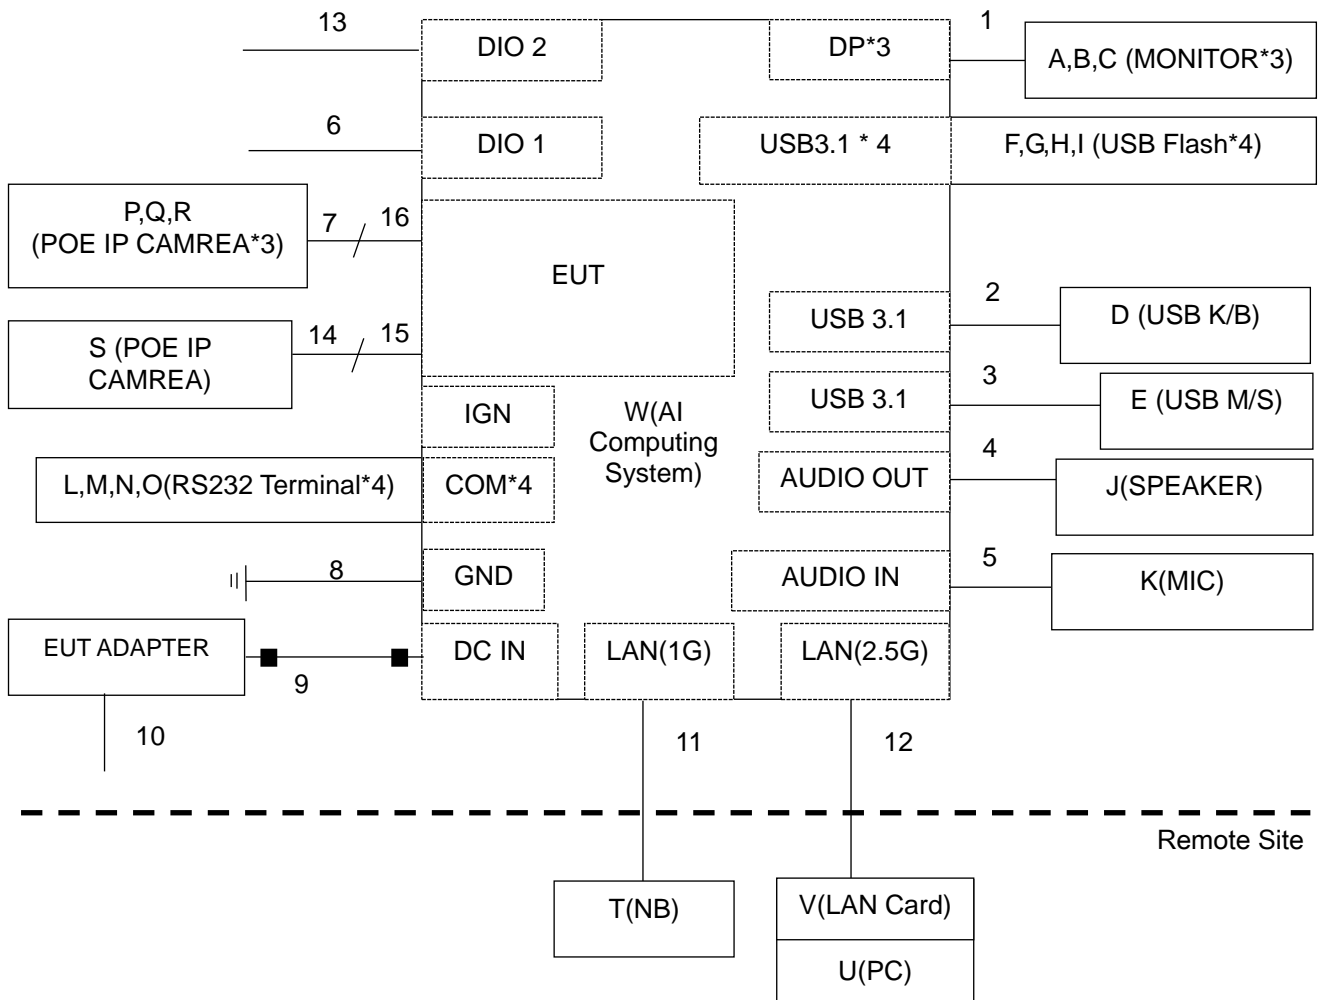 13
DIO 2
DP*3
1
A,B,C (MONITOR*3)
6
DIO 1
USB3.1 * 4
F,G,H,I (USB Flash*4)
P,Q,R
(POE IP CAMREA*3)
7
16
EUT
2
USB 3.1
D (USB K/B)
S (POE IP
CAMREA)
14
15
3
USB 3.1
E (USB M/S)
IGN
W(AI
Computing
System)
4
AUDIO OUT
J(SPEAKER)
L,M,N,O(RS232 Terminal*4)
COM*4
8
GND
AUDIO IN
5
K(MIC)
EUT ADAPTER
9
DC IN
LAN(1G)
LAN(2.5G)
10
11
12
Remote Site
T(NB)
V(LAN Card)
U(PC)